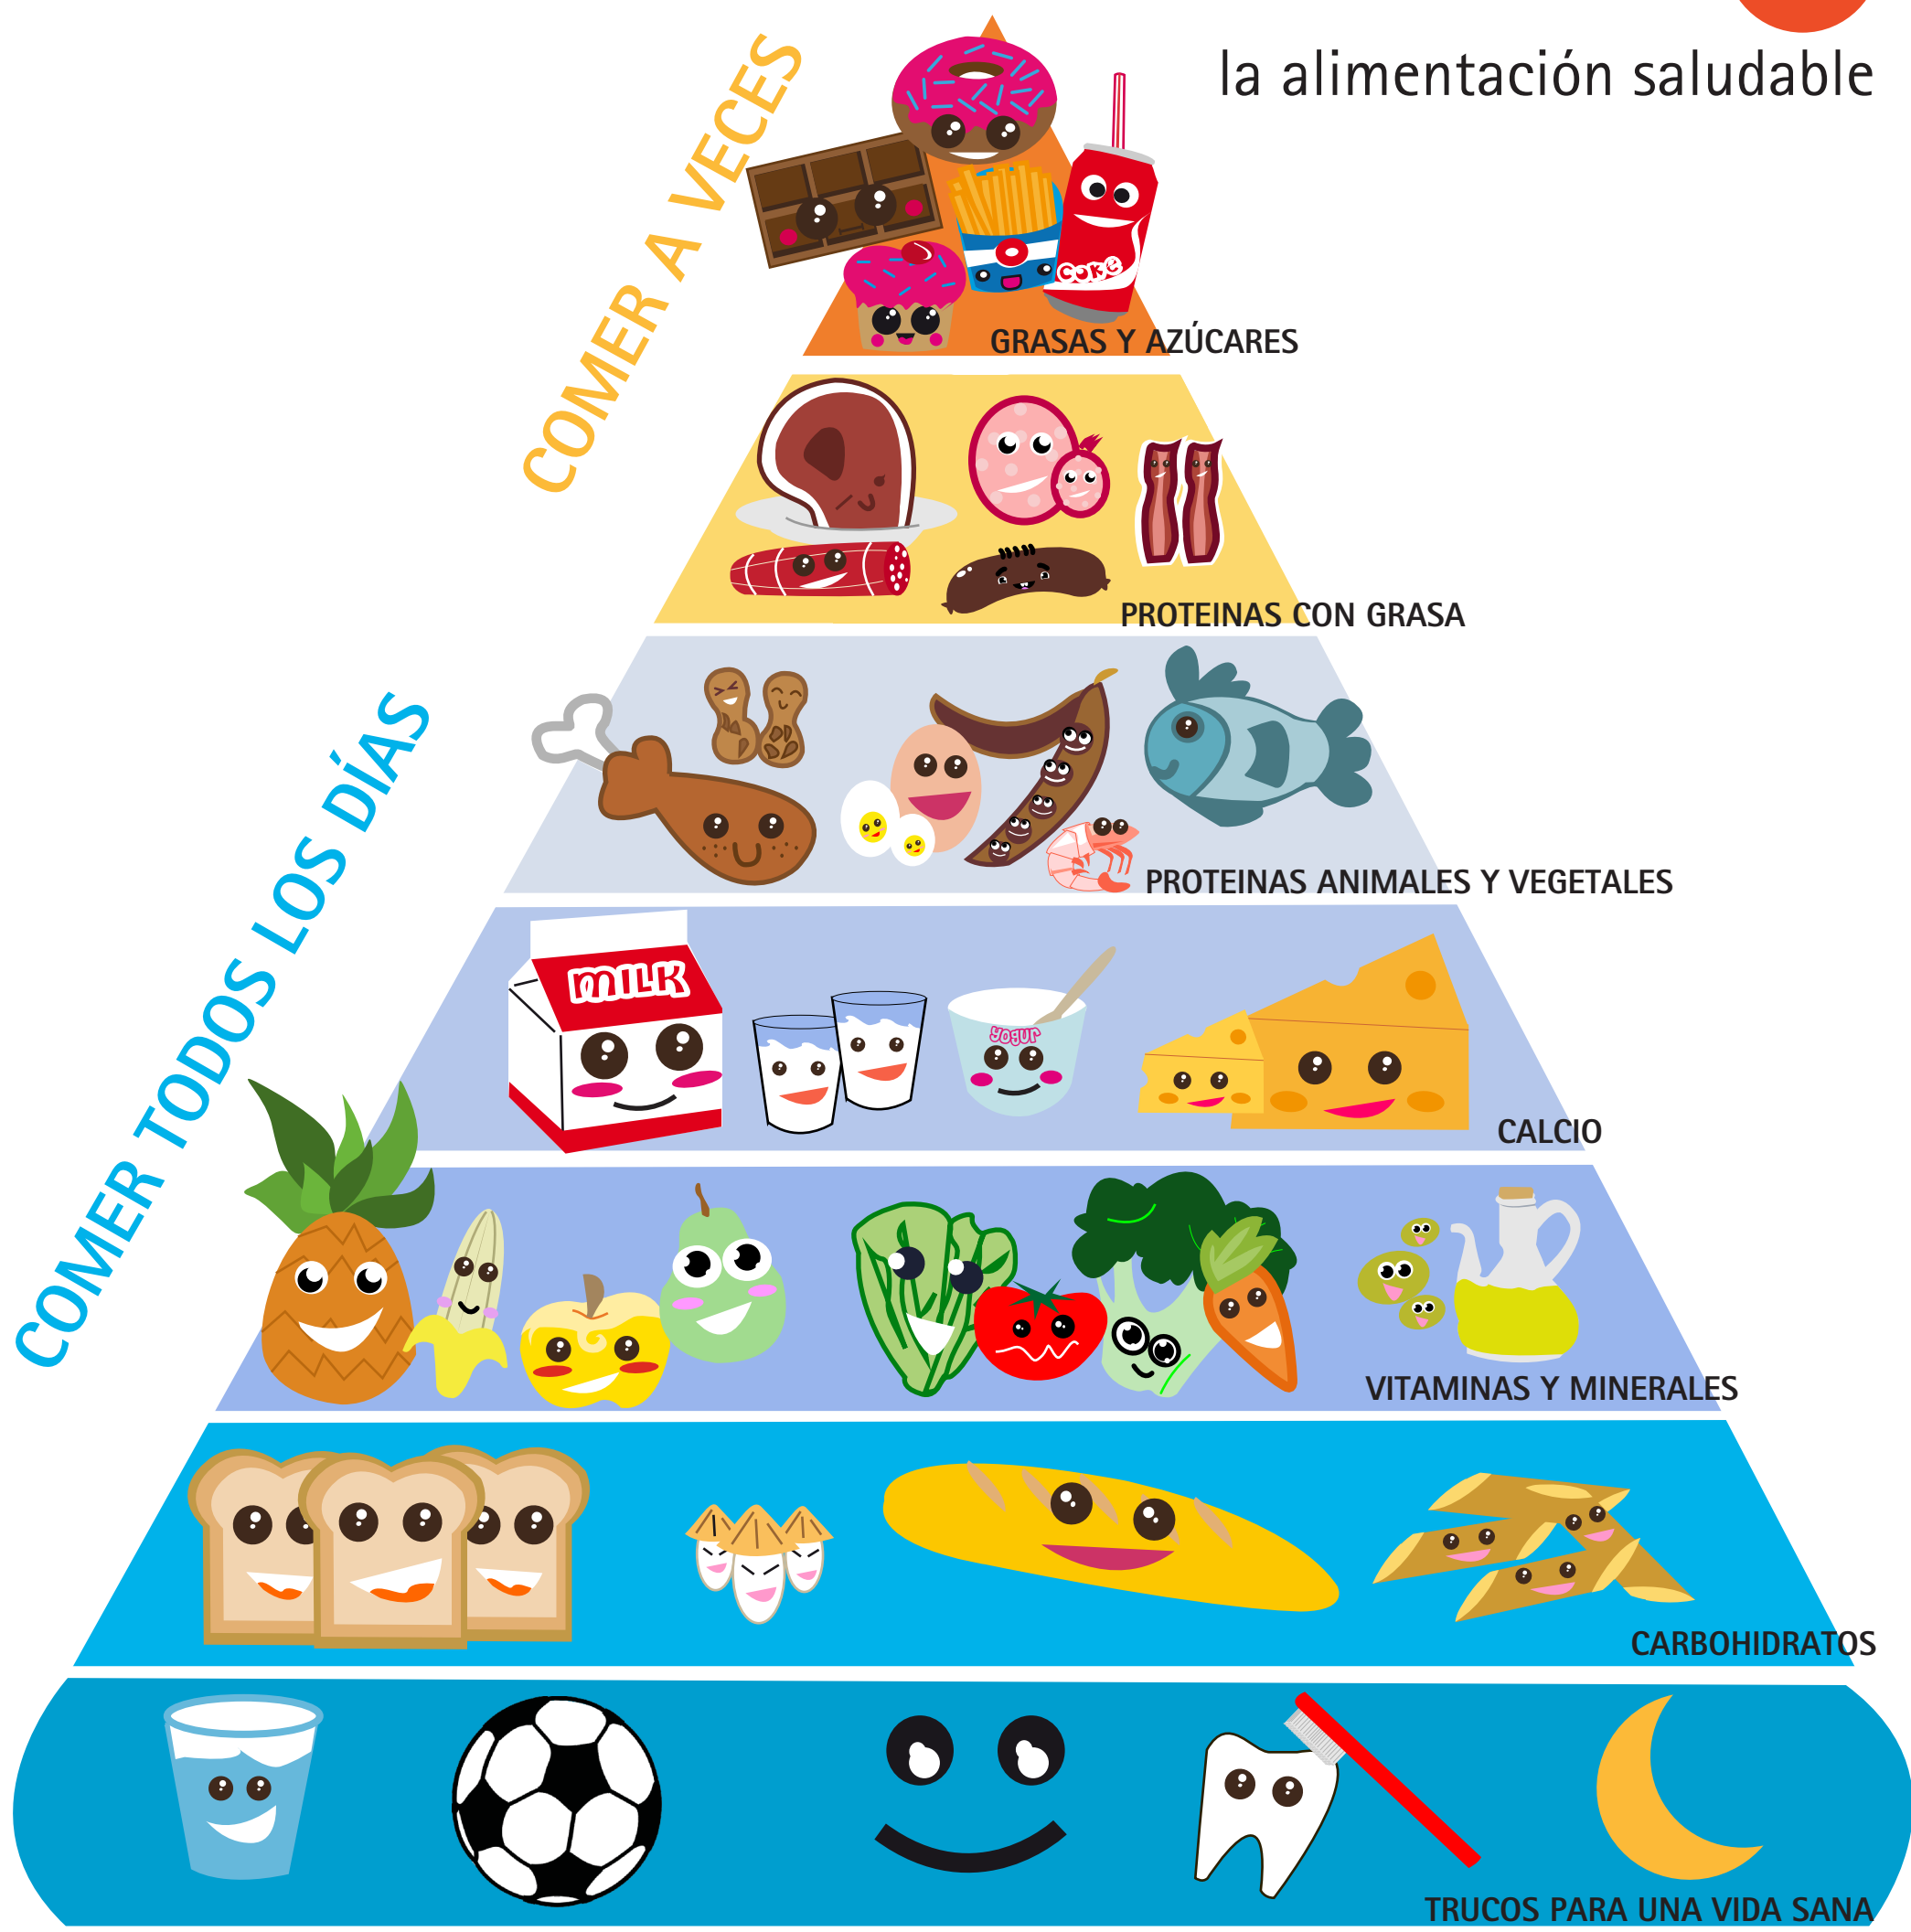 la alimentación saludable
COMER A VECES
COKE
GRASAS Y AZÚCARES
PROTEINAS CON GRASA
COMER TODOS LOS DÍAS
PROTEINAS ANIMALES Y VEGETALES
MILK
yogur
CALCIO
VITAMINAS Y MINERALES
CARBOHIDRATOS
TRUCOS PARA UNA VIDA SANA